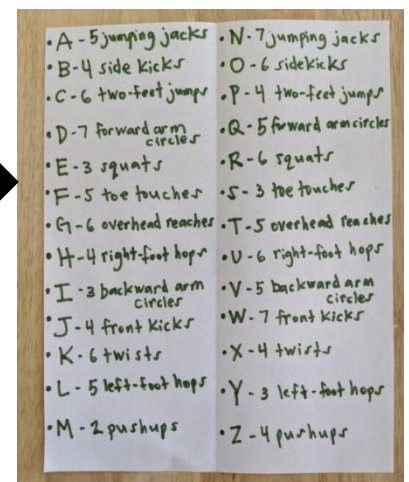 • A - 5 jumping jacks
• B - 4 side kicks
• C - 6 two-feet jumps
• D - 7 forward arm
circles
• E - 3 squats
• F - 5 toe touches
• G - 6 overhead reaches
• H - 4 right-foot hops
• I - 3 backward arm
circles
• J - 4 front kicks
• K - 6 twists
• L - 5 left-foot hops
• M - 2 pushups
• N - 7 jumping jacks
• O - 6 sidekicks
• P - 4 two-feet jumps
• Q - 5 forward arm circles
• R - 6 squats
• S - 3 toe touches
• T - 5 overhead reaches
• U - 6 right-foot hops
• V - 5 backward arm
circles
• W - 7 front kicks
• X - 4 twists
• Y - 3 left-foot hops
• Z - 4 pushups